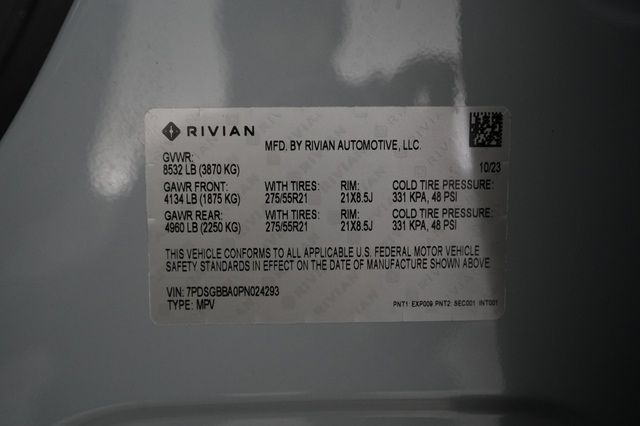 RIVIAN
MFD. BY RIVIAN AUTOMOTIVE, LLC.
GVWR:
8532 LB (3870 KG) 10/23
GAWR FRONT: WITH TIRES: RIM: COLD TIRE PRESSURE:
4134 LB (1875 KG) 275/55R21 21X8.5J 331 KPA, 48 PSI
GAWR REAR: WITH TIRES: RIM: COLD TIRE PRESSURE:
4960 LB (2250 KG) 275/55R21 21X8.5J 331 KPA, 48 PSI
THIS VEHICLE CONFORMS TO ALL APPLICABLE U.S. FEDERAL MOTOR VEHICLE
SAFETY STANDARDS IN EFFECT ON THE DATE OF MANUFACTURE SHOWN ABOVE.
VIN: 7PDSGBBA0PN024293
TYPE: MPV PNT1: EXP009 PNT2: SEC001 INT001